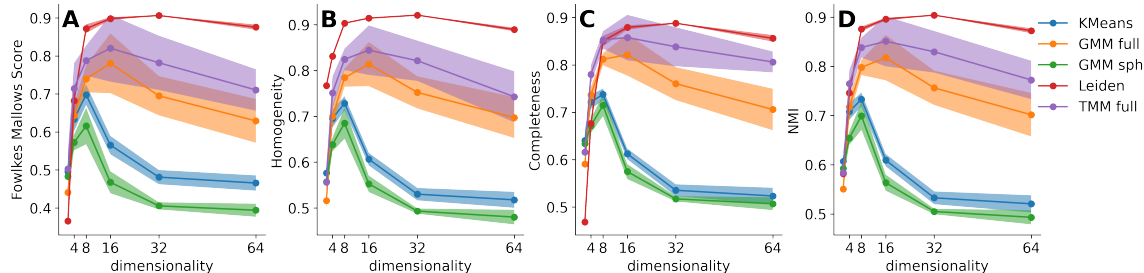 A B C D
Fowlkes Mallows Score
0.9
0.8
0.7
0.6
0.5
0.4
4 8 16 32 64
dimensionality
Homogeneity
0.9
0.8
0.7
0.6
0.5
4 8 16 32 64
dimensionality
Completeness
0.9
0.8
0.7
0.6
0.5
4 8 16 32 64
dimensionality
NMI
0.9
0.8
0.7
0.6
0.5
4 8 16 32 64
dimensionality
KMeans
GMM full
GMM sph
Leiden
TMM full